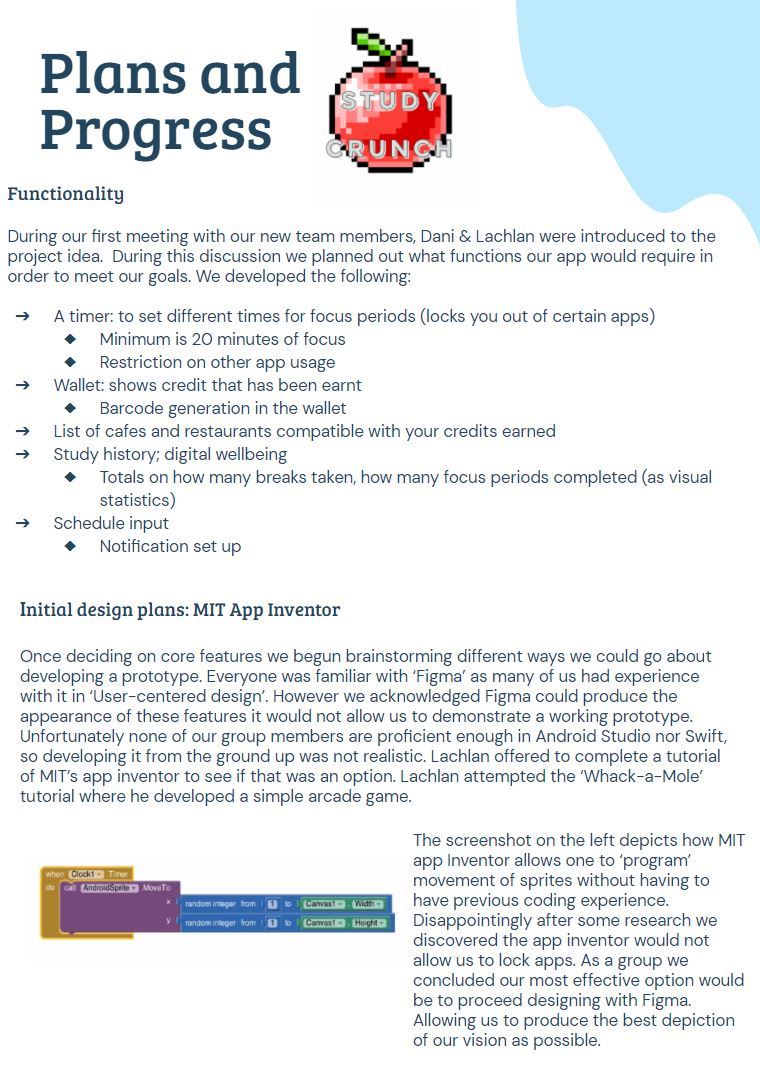 Plans and
Progress
STUDY
CRUNCH
Functionality
During our first meeting with our new team members, Dani & Lachlan were introduced to the
project idea.  During this discussion we planned out what functions our app would require in
order to meet our goals. We developed the following:
➔ A timer: to set different times for focus periods (locks you out of certain apps)
◆ Minimum is 20 minutes of focus
◆ Restriction on other app usage
➔ Wallet: shows credit that has been earnt
◆ Barcode generation in the wallet
➔ List of cafes and restaurants compatible with your credits earned
➔ Study history; digital wellbeing
◆ Totals on how many breaks taken, how many focus periods completed (as visual
statistics)
➔ Schedule input
◆ Notification set up
Initial design plans: MIT App Inventor
Once deciding on core features we begun brainstorming different ways we could go about
developing a prototype. Everyone was familiar with ‘Figma’ as many of us had experience
with it in ‘User-centered design’. However we acknowledged Figma could produce the
appearance of these features it would not allow us to demonstrate a working prototype.
Unfortunately none of our group members are proficient enough in Android Studio nor Swift,
so developing it from the ground up was not realistic. Lachlan offered to complete a tutorial
of MIT’s app inventor to see if that was an option. Lachlan attempted the ‘Whack-a-Mole’
tutorial where he developed a simple arcade game.
when Clock1 .Timer
do call AndroidSprite .MoveTo
x random integer from 1 to Canvas1 . Width
y random integer from 1 to Canvas1 . Height
The screenshot on the left depicts how MIT
app Inventor allows one to ‘program’
movement of sprites without having to
have previous coding experience.
Disappointingly after some research we
discovered the app inventor would not
allow us to lock apps. As a group we
concluded our most effective option would
be to proceed designing with Figma.
Allowing us to produce the best depiction
of our vision as possible.